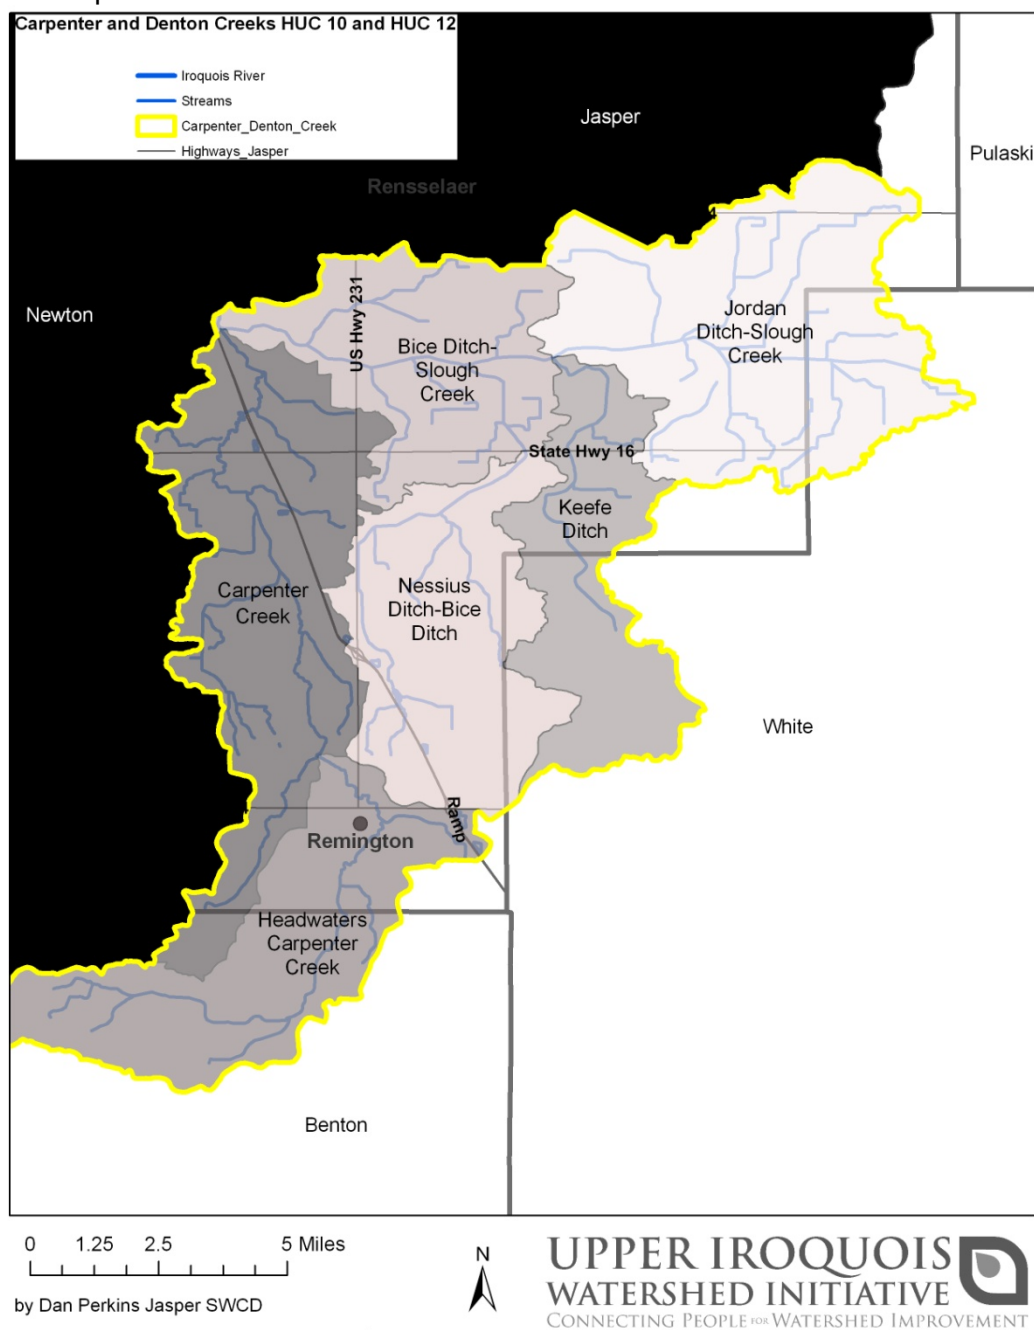 Carpenter and Denton Creeks HUC 10 and HUC 12
Iroquois River
Streams
Carpenter_Denton_Creek
Highways_Jasper
Jasper
Pulaski
Rensselaer
4
Newton
US Hwy 231
Jordan
Ditch-Slough
Creek
Bice Ditch-
Slough
Creek
State Hwy 16
Keefe
Ditch
Carpenter
Creek
Nessius
Ditch-Bice
Ditch
White
Ramp
Remington
Headwaters
Carpenter
Creek
Benton
0 1.25 2.5 5 Miles
by Dan Perkins Jasper SWCD
N
UPPER IROQUOIS
WATERSHED INITIATIVE
CONNECTING PEOPLE FOR WATERSHED IMPROVEMENT